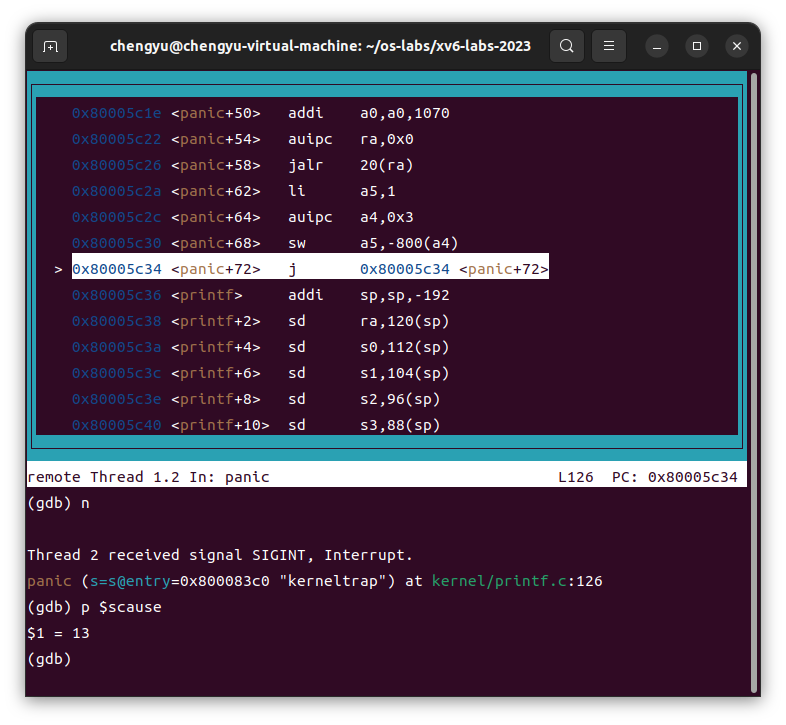 chengyu@chengyu-virtual-machine: ~/os-labs/xv6-labs-2023
0x80005c1e <panic+50> addi a0,a0,1070
0x80005c22 <panic+54> auipc ra,0x0
0x80005c26 <panic+58> jalr 20(ra)
0x80005c2a <panic+62> li a5,1
0x80005c2c <panic+64> auipc a4,0x3
0x80005c30 <panic+68> sw a5,-800(a4)
> 0x80005c34 <panic+72> j 0x80005c34 <panic+72>
0x80005c36 <printf> addi sp,sp,-192
0x80005c38 <printf+2> sd ra,120(sp)
0x80005c3a <printf+4> sd s0,112(sp)
0x80005c3c <printf+6> sd s1,104(sp)
0x80005c3e <printf+8> sd s2,96(sp)
0x80005c40 <printf+10> sd s3,88(sp)
remote Thread 1.2 In: panic L126 PC: 0x80005c34
(gdb) n
Thread 2 received signal SIGINT, Interrupt.
panic (s=s@entry=0x800083c0 "kerneltrap") at kernel/printf.c:126
(gdb) p $scause
$1 = 13
(gdb)